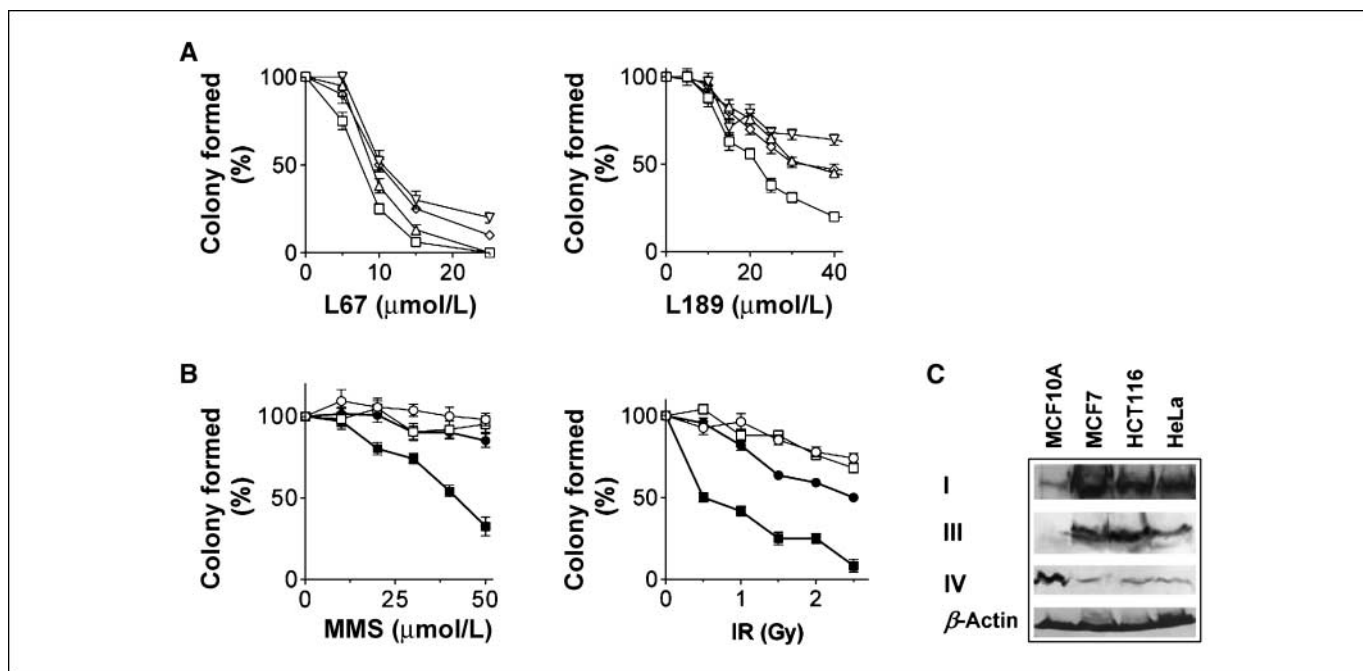 A
Colony formed
(%)
100
50
0
0 10 20
L67 (μmol/L)
Colony formed
(%)
100
50
0
0 20 40
L189 (μmol/L)
B
Colony formed
(%)
100
50
0
0 25 50
MMS (μmol/L)
Colony formed
(%)
100
50
0
0 1 2
IR (Gy)
C
MCF10A
MCF7
HCT116
HeLa
I
III
IV
β-Actin